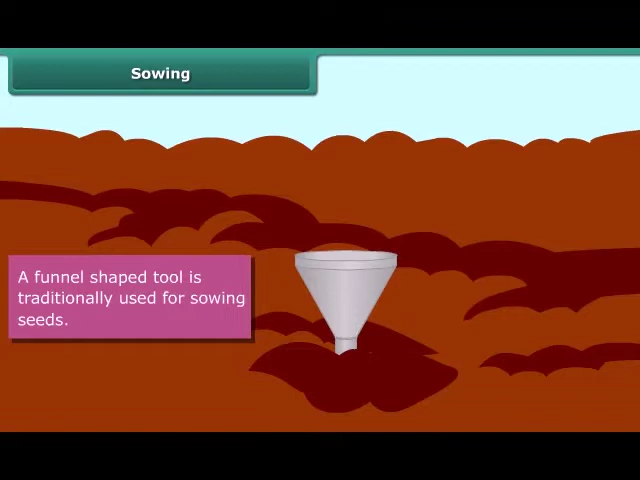 Sowing
A funnel shaped tool is
traditionally used for sowing
seeds.